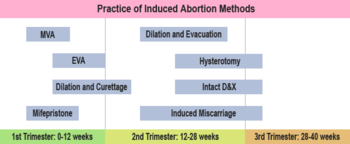 Practice of Induced Abortion Methods
MVA
Dilation and Evacuation
EVA
Hysterotomy
Dilation and Curettage
Intact D&X
Mifepristone
Induced Miscarriage
1st Trimester: 0-12 weeks
2nd Trimester: 12-28 weeks
3rd Trimester: 28-40 weeks